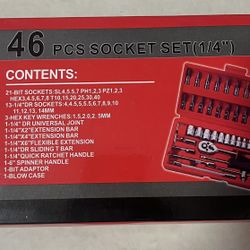 46 PCS SOCKET SET(1/4")
CONTENTS:
21-BIT SOCKETS:SL4,5.5,7 PH1,2,3 PZ1,2,3
HEX3,4,5,6,7,8 T10,15,20,25,30,40
13-1/4"DR SOCKETS:4,4.5,5,5.5,6,7,8,9,10
11,12,13, 14MM
3-HEX KEY WRENCHES:1.5,2.0,2.5MM
1-1/4" DR UNIVERSAL JOINT
1-1/4"X2"EXTENSION BAR
1-1/4"X4"EXTENSION BAR
1-1/4"X6"FLEXIBLE EXTENSION
1-1/4"DR SLIDING T BAR
1-1/4"QUICK RATCHET HANDLE
1-6" SPINNER HANDLE
1-BIT ADAPTOR
1-BLOW CASE